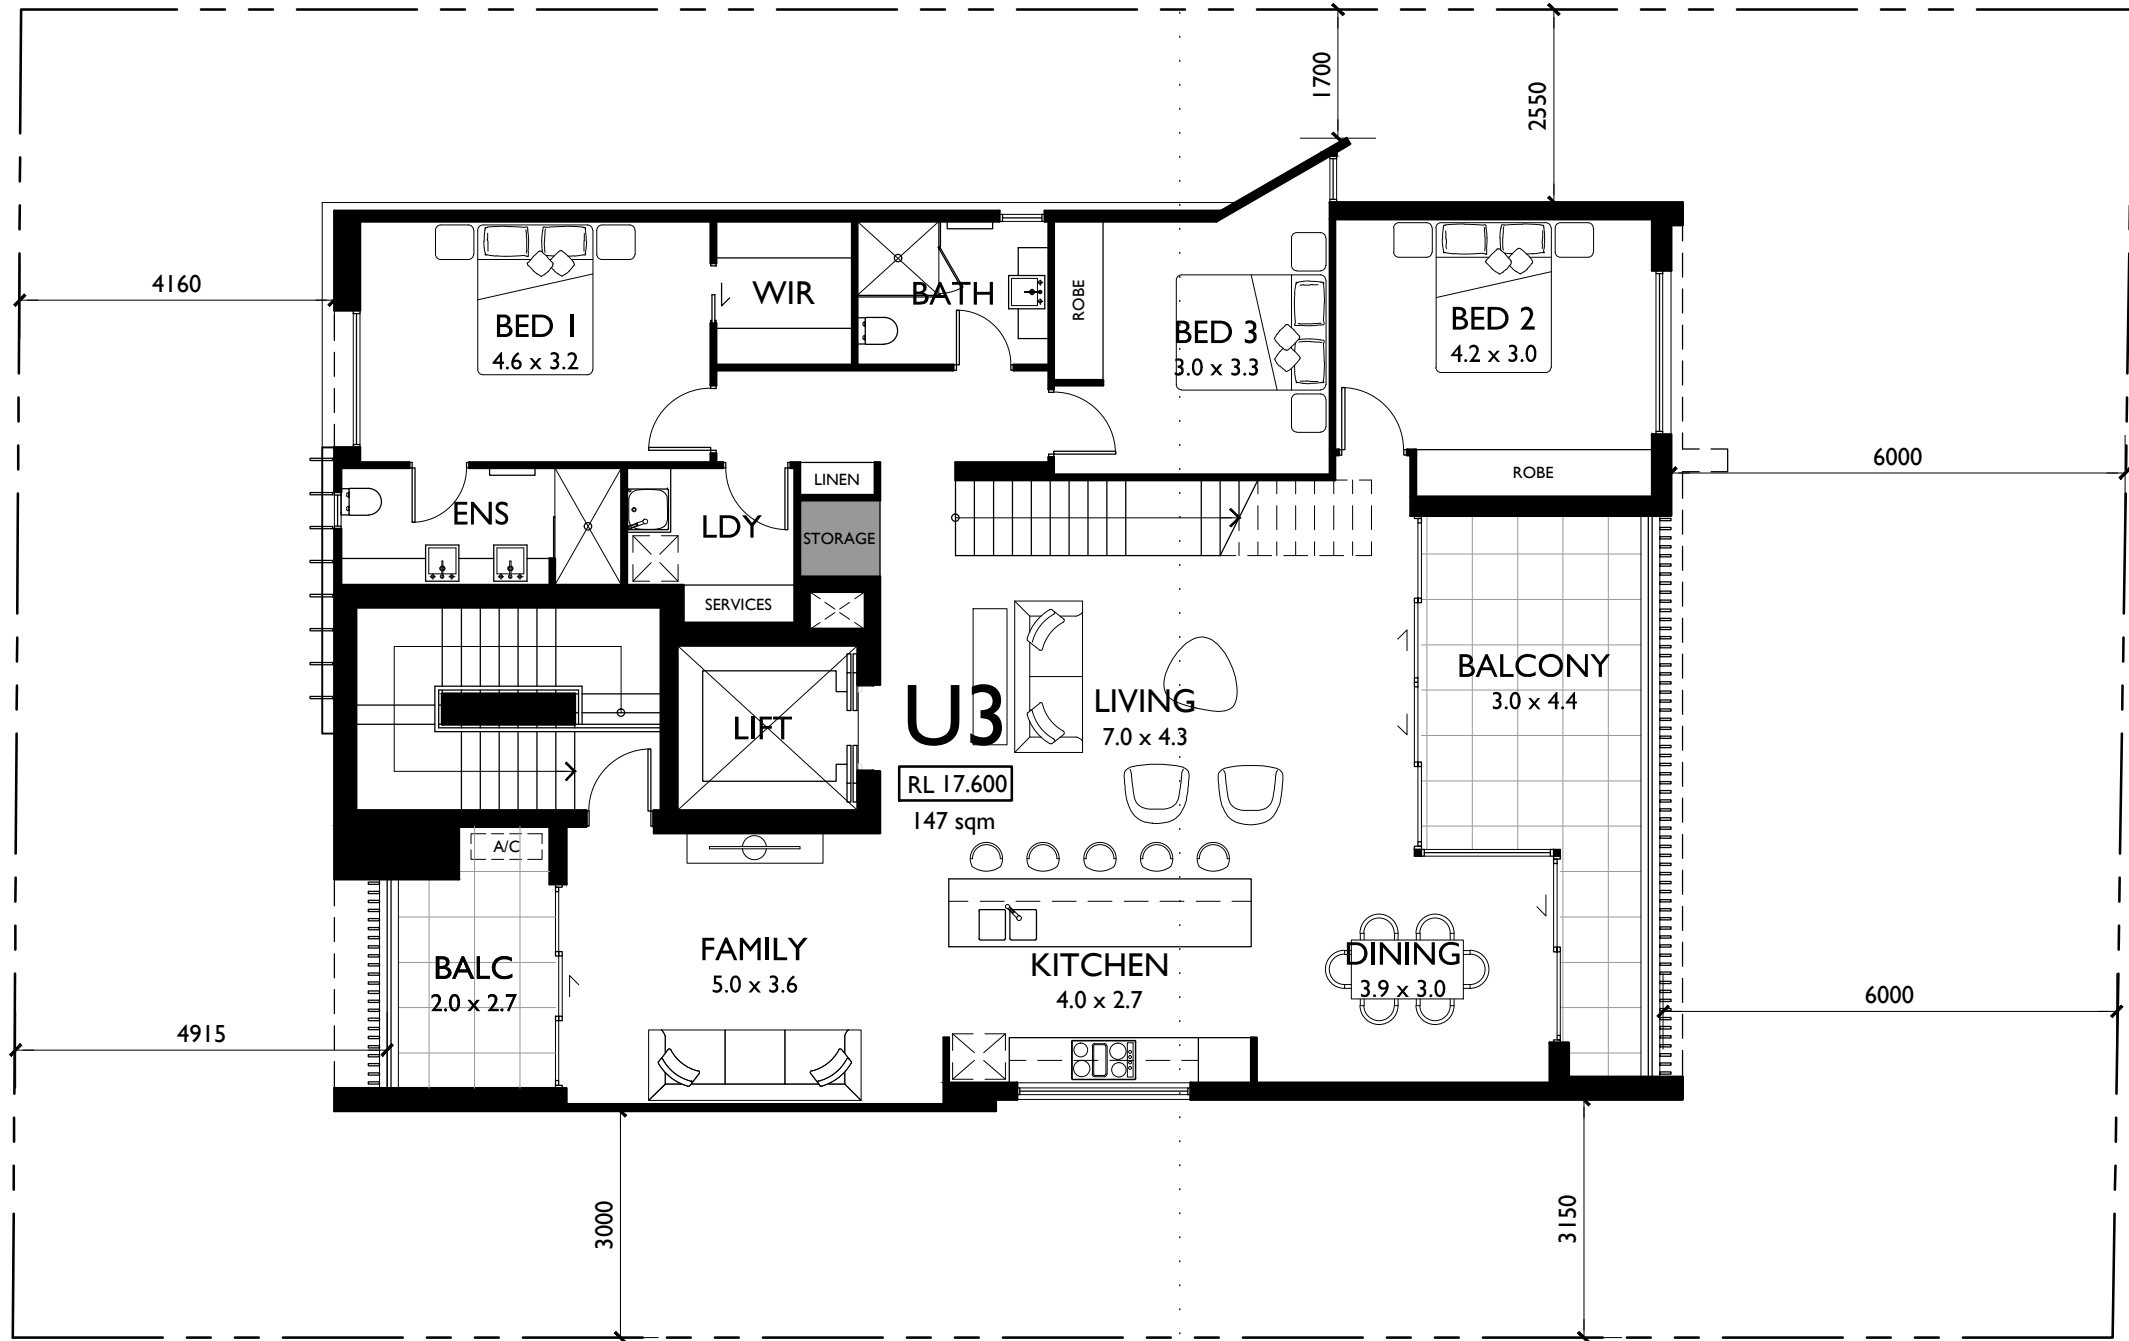 1700
2550
4160
BED 1
4.6 x 3.2
WIR
BATH
ROBE
BED 3
3.0 x 3.3
BED 2
4.2 x 3.0
6000
ENS
LDY
LINEN
STORAGE
ROBE
SERVICES
LIFT
U3
RL 17.600
147 sqm
LIVING
7.0 x 4.3
BALCONY
3.0 x 4.4
A/C
BALC
2.0 x 2.7
FAMILY
5.0 x 3.6
KITCHEN
4.0 x 2.7
DINING
3.9 x 3.0
6000
4915
3000
3150